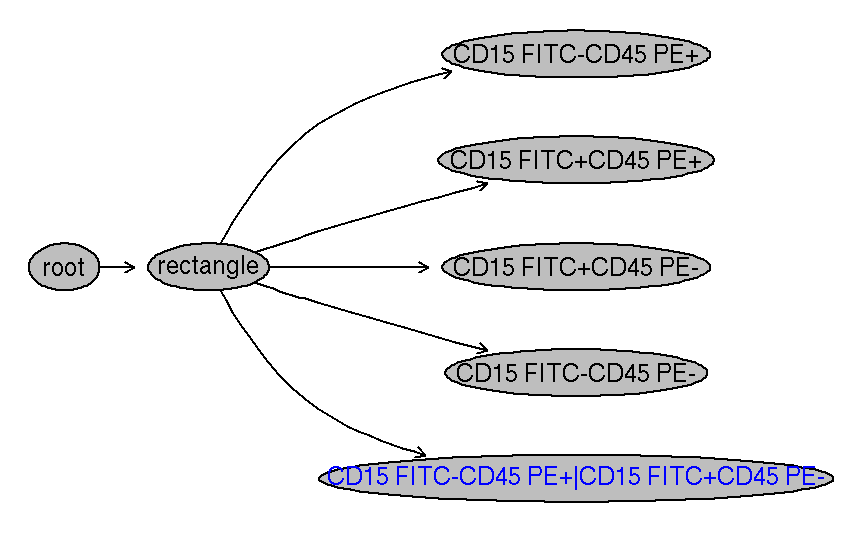 CD15 FITC-CD45 PE+
CD15 FITC+CD45 PE+
root
rectangle
CD15 FITC+CD45 PE-
CD15 FITC-CD45 PE-
CD15 FITC-CD45 PE+|CD15 FITC+CD45 PE-